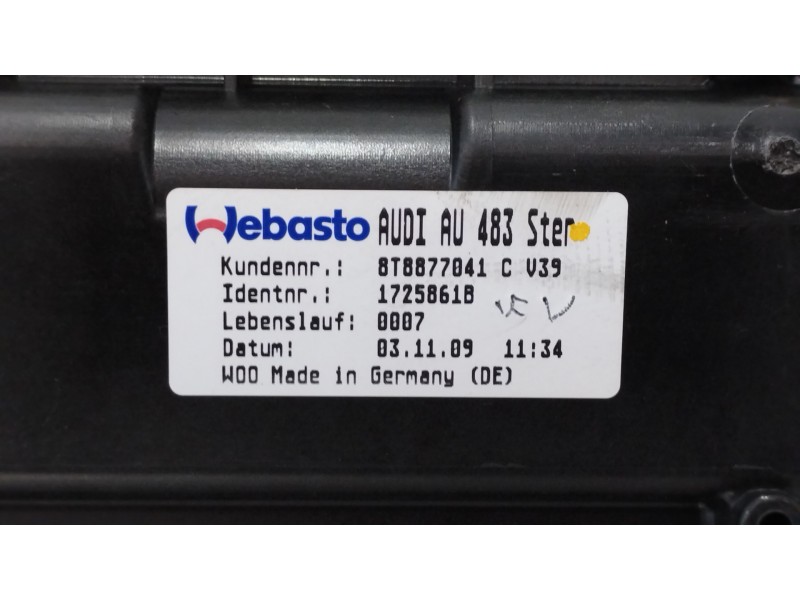 Webasto AUDI AU 483 Ster
Kundennr.: 8T8877041 C V39
Identnr.: 1725861B
Lebenslauf: 0007
Datum: 03.11.09 11:34
WOO Made in Germany (DE)